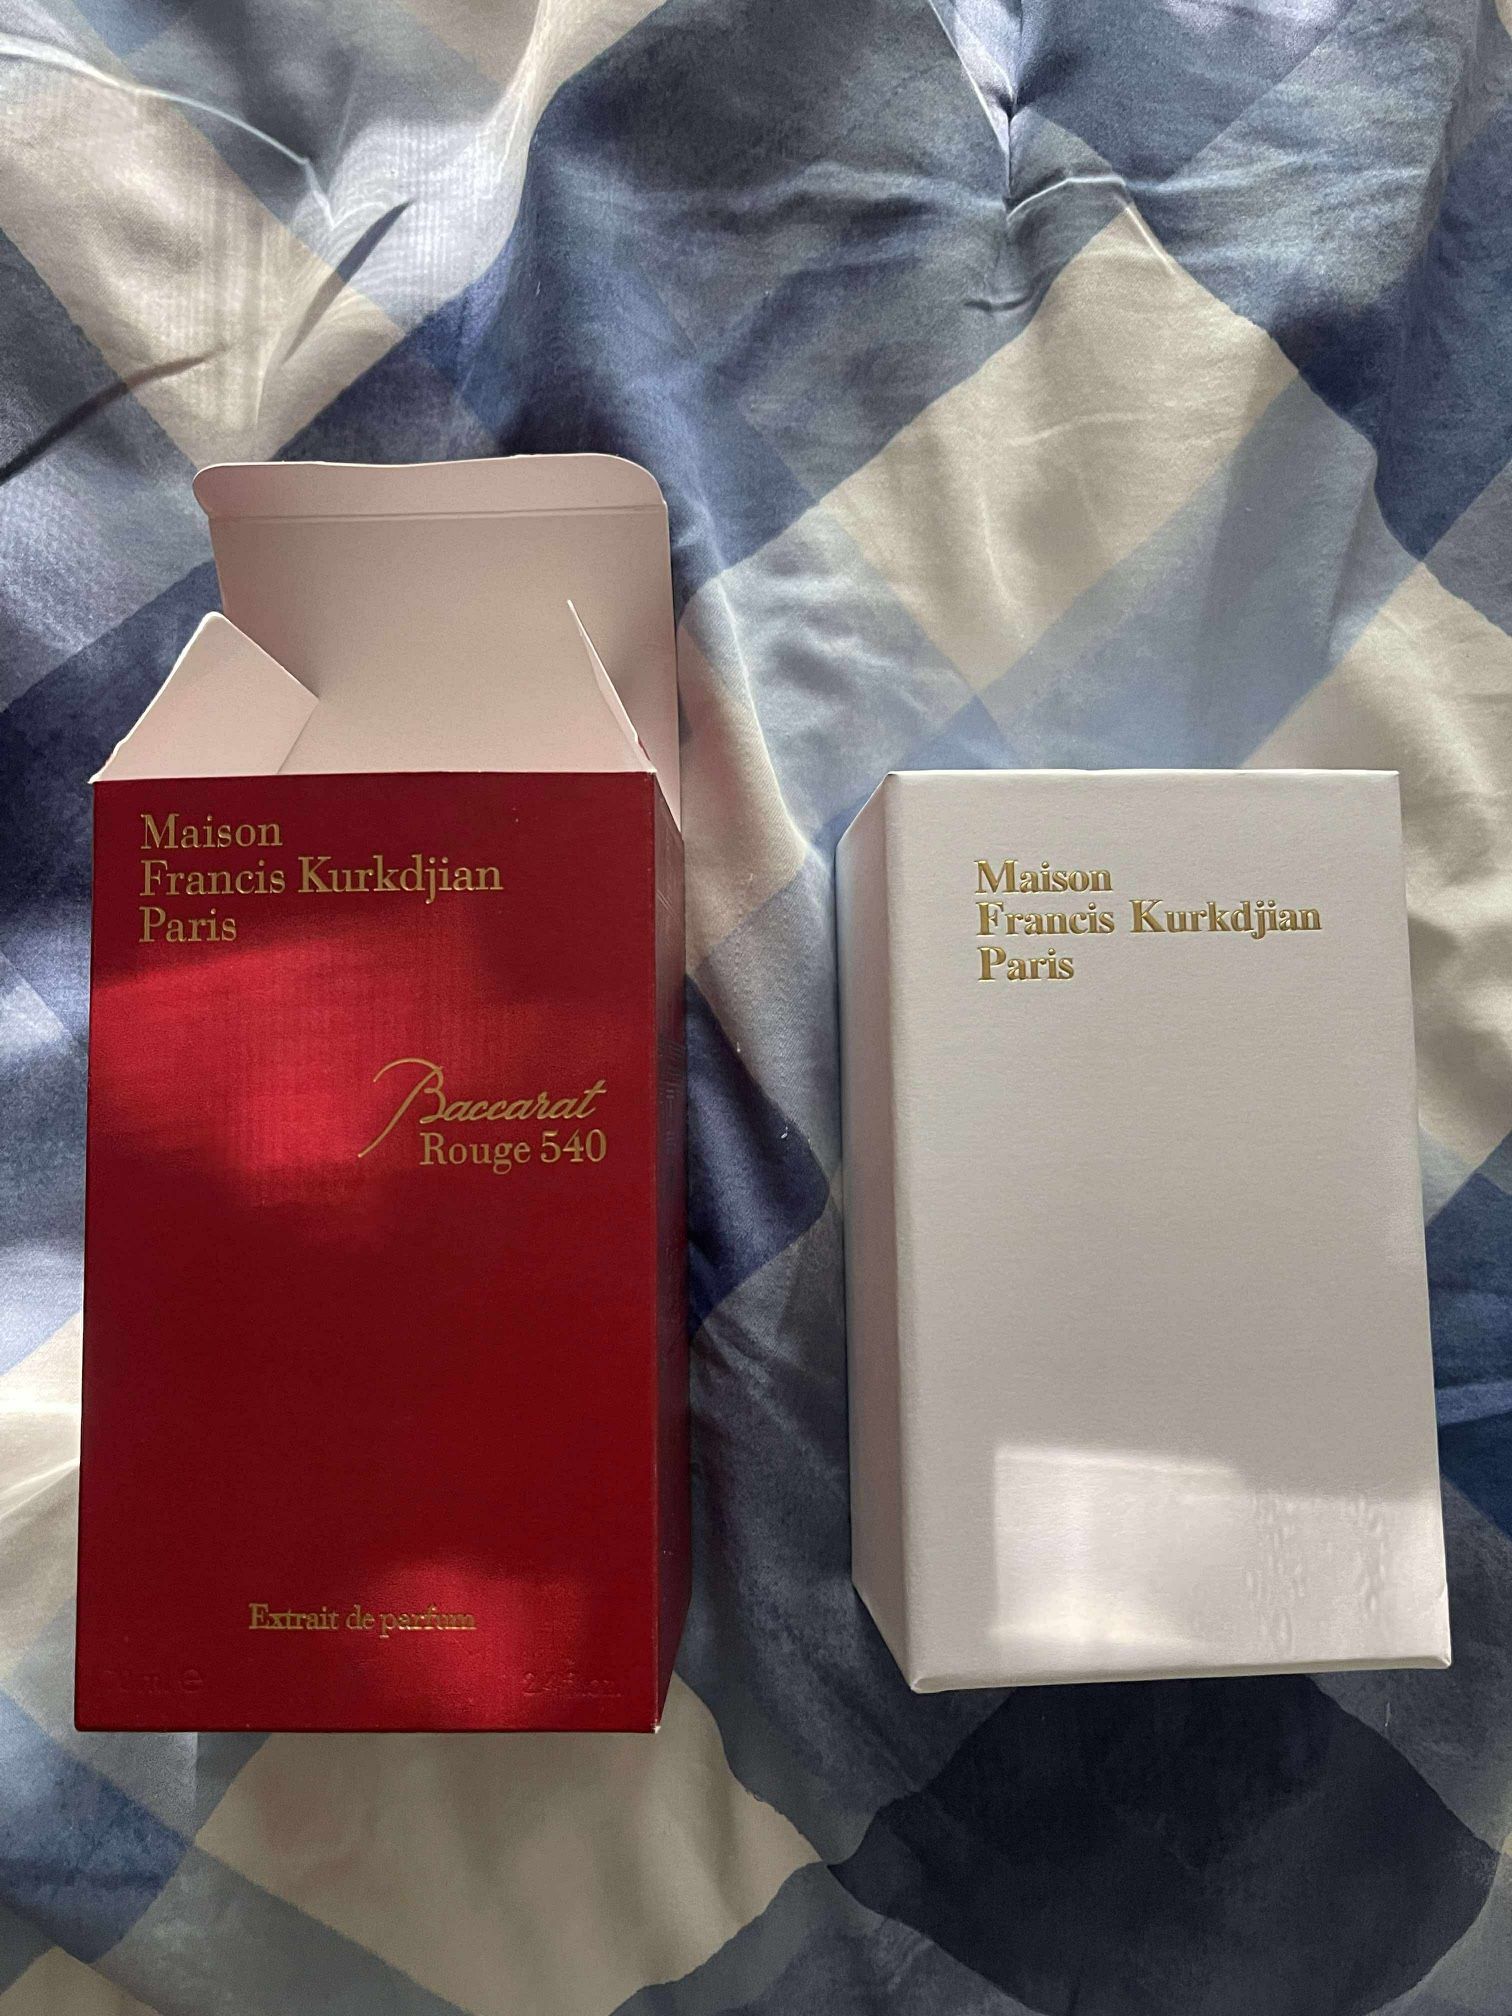 Maison
Francis Kurkdjian
Paris
Baccarat
Rouge 540
Extrait de parfum
Maison
Francis Kurkdjian
Paris